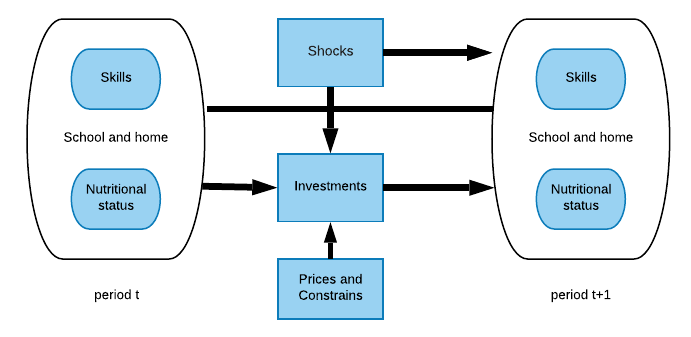 Skills
School and home
Nutritional
status
period t
Shocks
Investments
Prices and
Constrains
Skills
School and home
Nutritional
status
period t+1